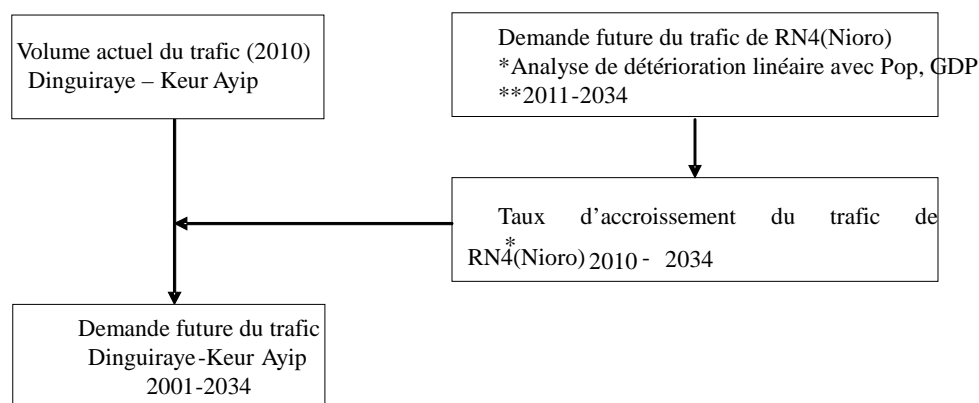 Volume actuel du trafic (2010)
Dinguiraye – Keur Ayip
Demande future du trafic de RN4(Nioro)
*Analyse de détérioration linéaire avec Pop, GDP
**2011-2034
Taux d’accroissement du trafic de
RN4(Nioro) 2010 - 2034
*
Demande future du trafic
Dinguiraye-Keur Ayip
2001-2034